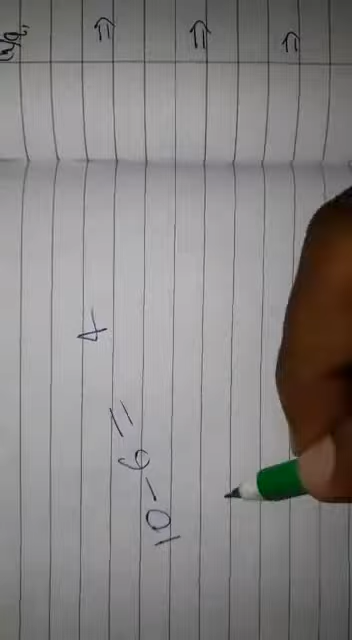 10 - 6 = 4
⇒
⇒
⇒